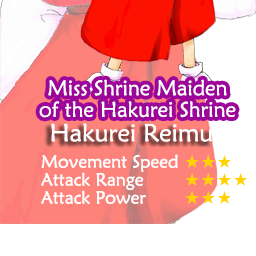 Miss Shrine Maiden
of the Hakurei Shrine
Hakurei Reimu
Movement Speed ★★★
Attack Range ★★★★
Attack Power ★★★